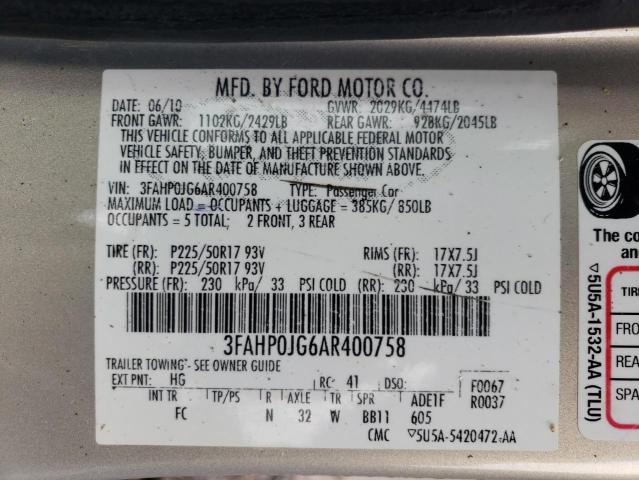 MFD. BY FORD MOTOR CO.
DATE: 06/10 GVWR: 2029KG/4474LB
FRONT GAWR: 1102KG/2429LB REAR GAWR: 928KG/2045LB
THIS VEHICLE CONFORMS TO ALL APPLICABLE FEDERAL MOTOR
VEHICLE SAFETY, BUMPER, AND THEFT PREVENTION STANDARDS
IN EFFECT ON THE DATE OF MANUFACTURE SHOWN ABOVE.
VIN: 3FAHP0JG6AR400758 TYPE: Passenger Car
MAXIMUM LOAD = OCCUPANTS + LUGGAGE = 385KG/ 850LB
OCCUPANTS = 5 TOTAL; 2 FRONT, 3 REAR
TIRE (FR): P225/50R17 93V RIMS (FR): 17X7.5J
(RR): P225/50R17 93V (RR): 17X7.5J
PRESSURE (FR): 230 kPa/ 33 PSI COLD (RR): 230 kPa/ 33 PSI COLD
3FAHP0JG6AR400758
TRAILER TOWING - SEE OWNER GUIDE
EXT PNT: HG RC: 41 DSO: F0067
R0037
INT TR TP/PS R AXLE TR SPR ADE1F
FC N 32 W BB11 605
CMC ▽5U5A-5420472-AA
The co
an
▽5U5A-1532-AA (TLU)
TIRE
FRO
REA
SPA